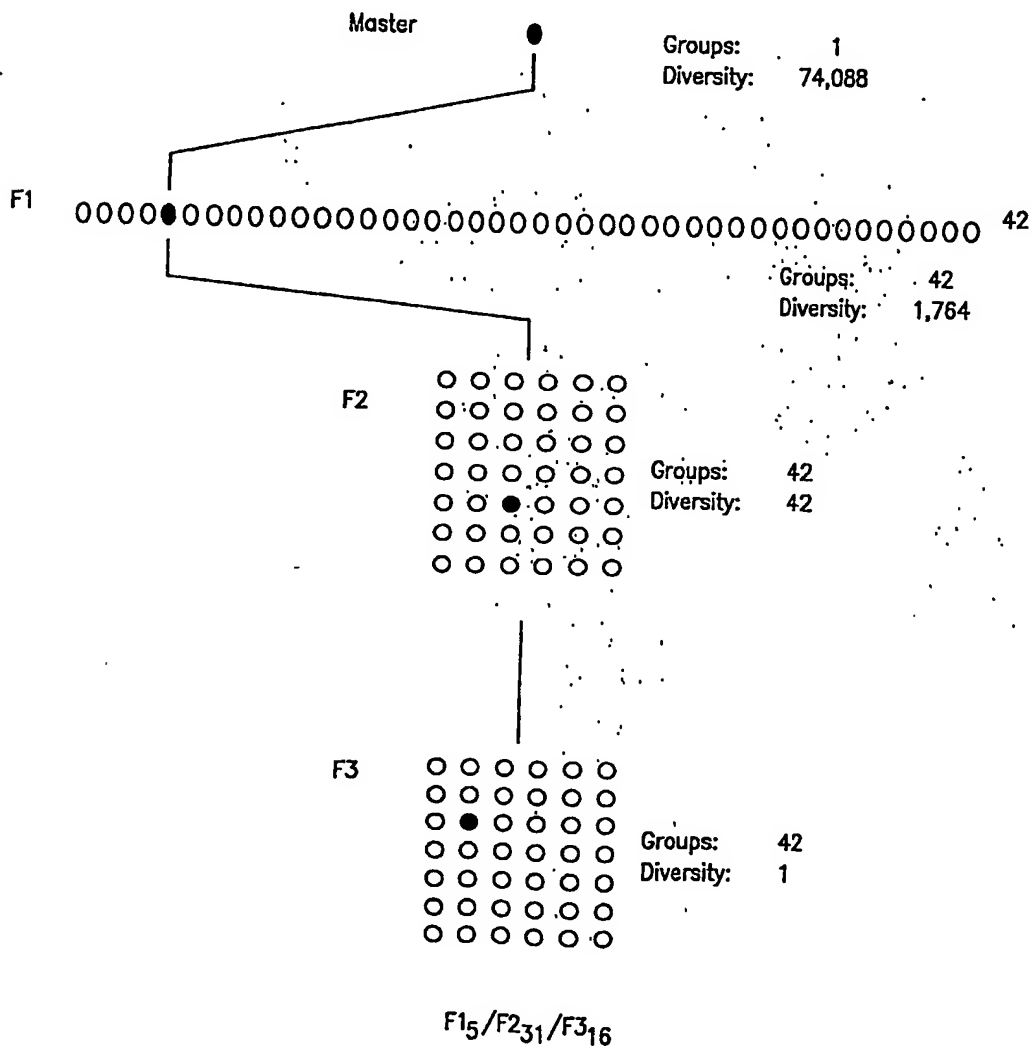 Master
Groups: 1
Diversity: 74,088
F1
42
Groups: 42
Diversity: 1,764
F2
Groups: 42
Diversity: 42
F3
Groups: 42
Diversity: 1
F1₅/F2₃₁/F3₁₆